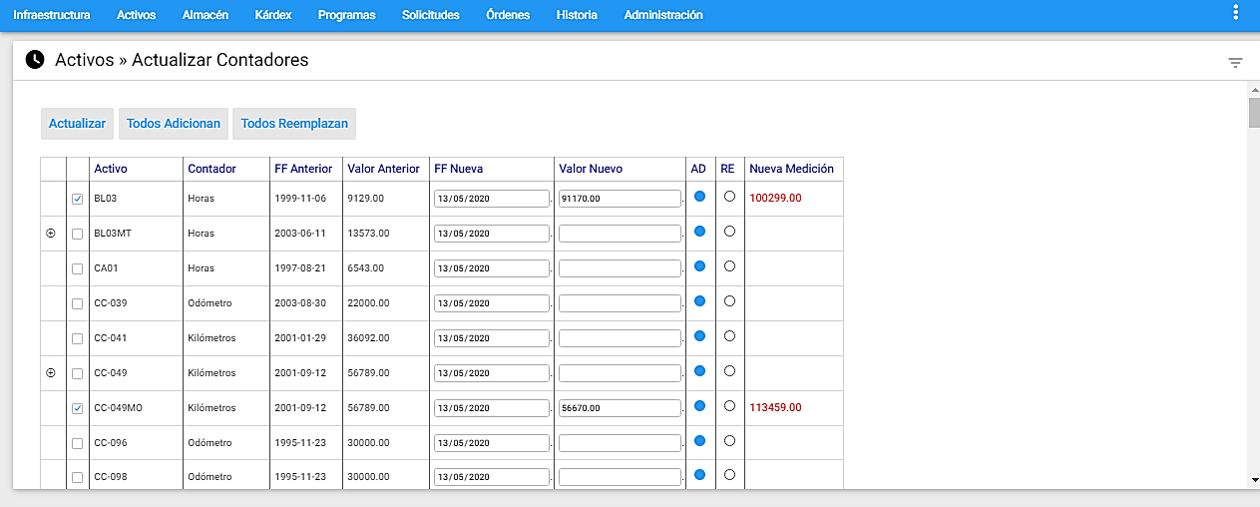 Infraestructura Activos Almacén Kárdex Programas Solicitudes Órdenes Historia Administración
Activos » Actualizar Contadores
Actualizar Todos Adicionan Todos Reemplazan
Activo Contador FF Anterior Valor Anterior FF Nueva Valor Nuevo AD RE Nueva Medición
BL03 Horas 1999-11-06 9129.00 13/05/2020 91170.00 100299.00
BL03MT Horas 2003-06-11 13573.00 13/05/2020
CA01 Horas 1997-08-21 6543.00 13/05/2020
CC-039 Odómetro 2003-08-30 22000.00 13/05/2020
CC-041 Kilómetros 2001-01-29 36092.00 13/05/2020
CC-049 Kilómetros 2001-09-12 56789.00 13/05/2020
CC-049MO Kilómetros 2001-09-12 56789.00 13/05/2020 56670.00 113459.00
CC-096 Odómetro 1995-11-23 30000.00 13/05/2020
CC-098 Odómetro 1995-11-23 30000.00 13/05/2020